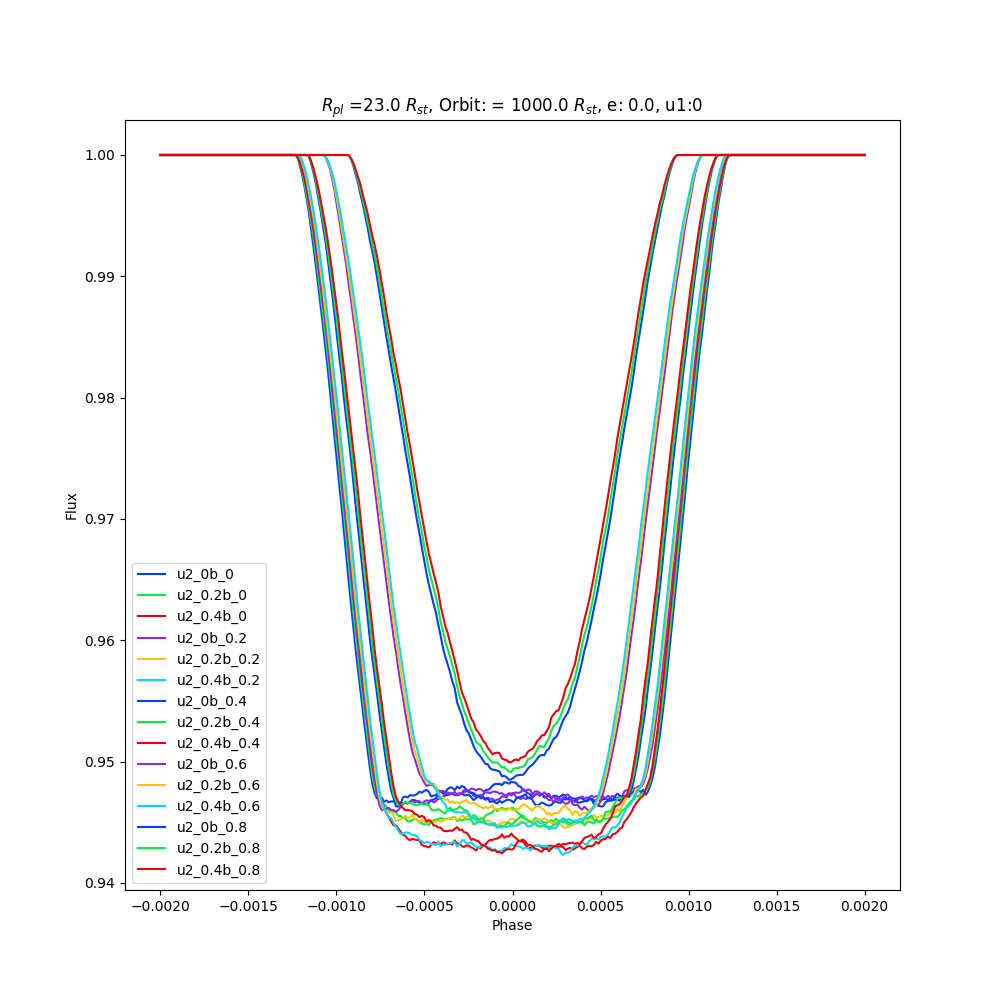 R_pl =23.0 R_st, Orbit: = 1000.0 R_st, e: 0.0, u1:0
1.00
0.99
0.98
0.97
0.96
0.95
0.94
Flux
u2_0b_0
u2_0.2b_0
u2_0.4b_0
u2_0b_0.2
u2_0.2b_0.2
u2_0.4b_0.2
u2_0b_0.4
u2_0.2b_0.4
u2_0.4b_0.4
u2_0b_0.6
u2_0.2b_0.6
u2_0.4b_0.6
u2_0b_0.8
u2_0.2b_0.8
u2_0.4b_0.8
−0.0020 −0.0015 −0.0010 −0.0005 0.0000 0.0005 0.0010 0.0015 0.0020
Phase